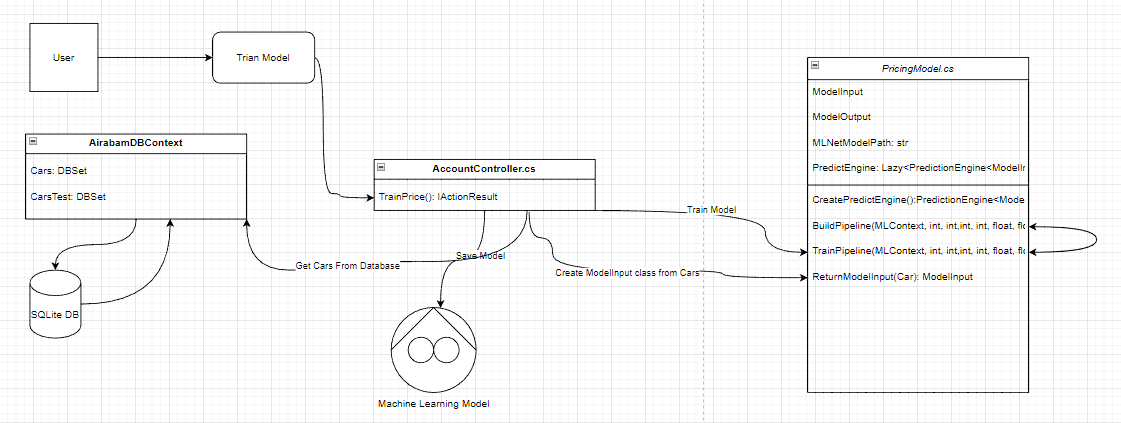 User
Trian Model
PricingModel.cs
ModelInput
ModelOutput
MLNetModelPath: str
PredictEngine: Lazy<PredictionEngine<ModelIr
CreatePredictEngine():PredictionEngine<Mode
BuildPipeline(MLContext, int, int,int, int, float, flo
TrainPipeline(MLContext, int, int,int, int, float, flo
ReturnModelInput(Car): ModelInput
AirabamDBContext
Cars: DBSet
CarsTest: DBSet
AccountController.cs
TrainPrice(): IActionResult
Train Model
Save Model
Get Cars From Database
Create ModelInput class from Cars
SQLite DB
Machine Learning Model